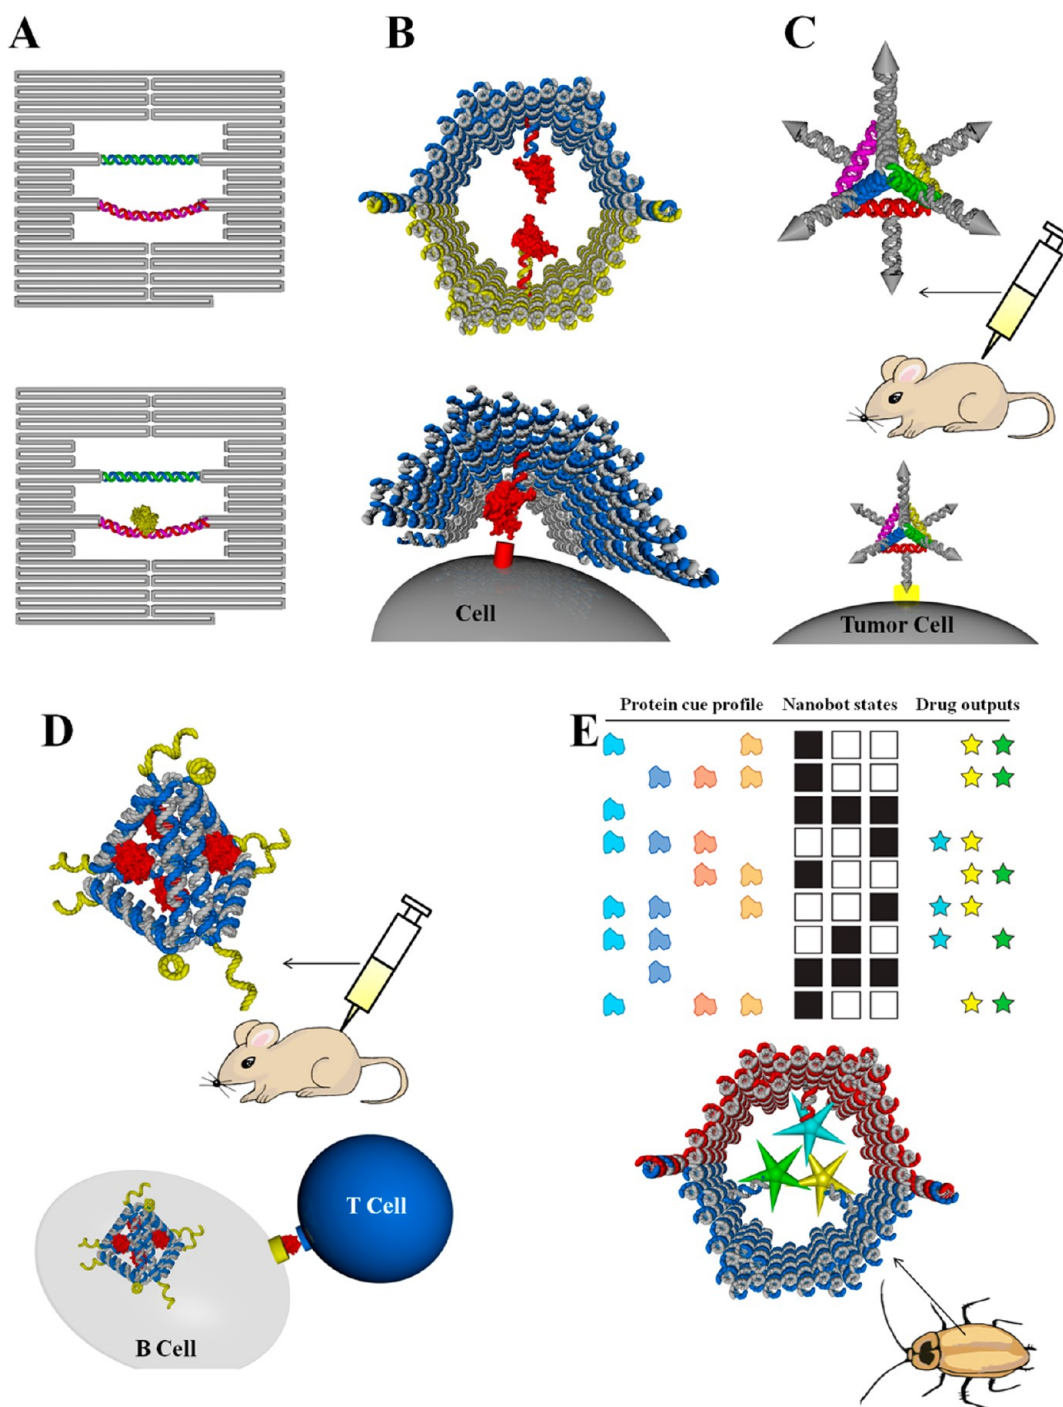 A
B
C
Cell
Tumor Cell
D
E
Protein cue profile
Nanobot states
Drug outputs
T Cell
B Cell